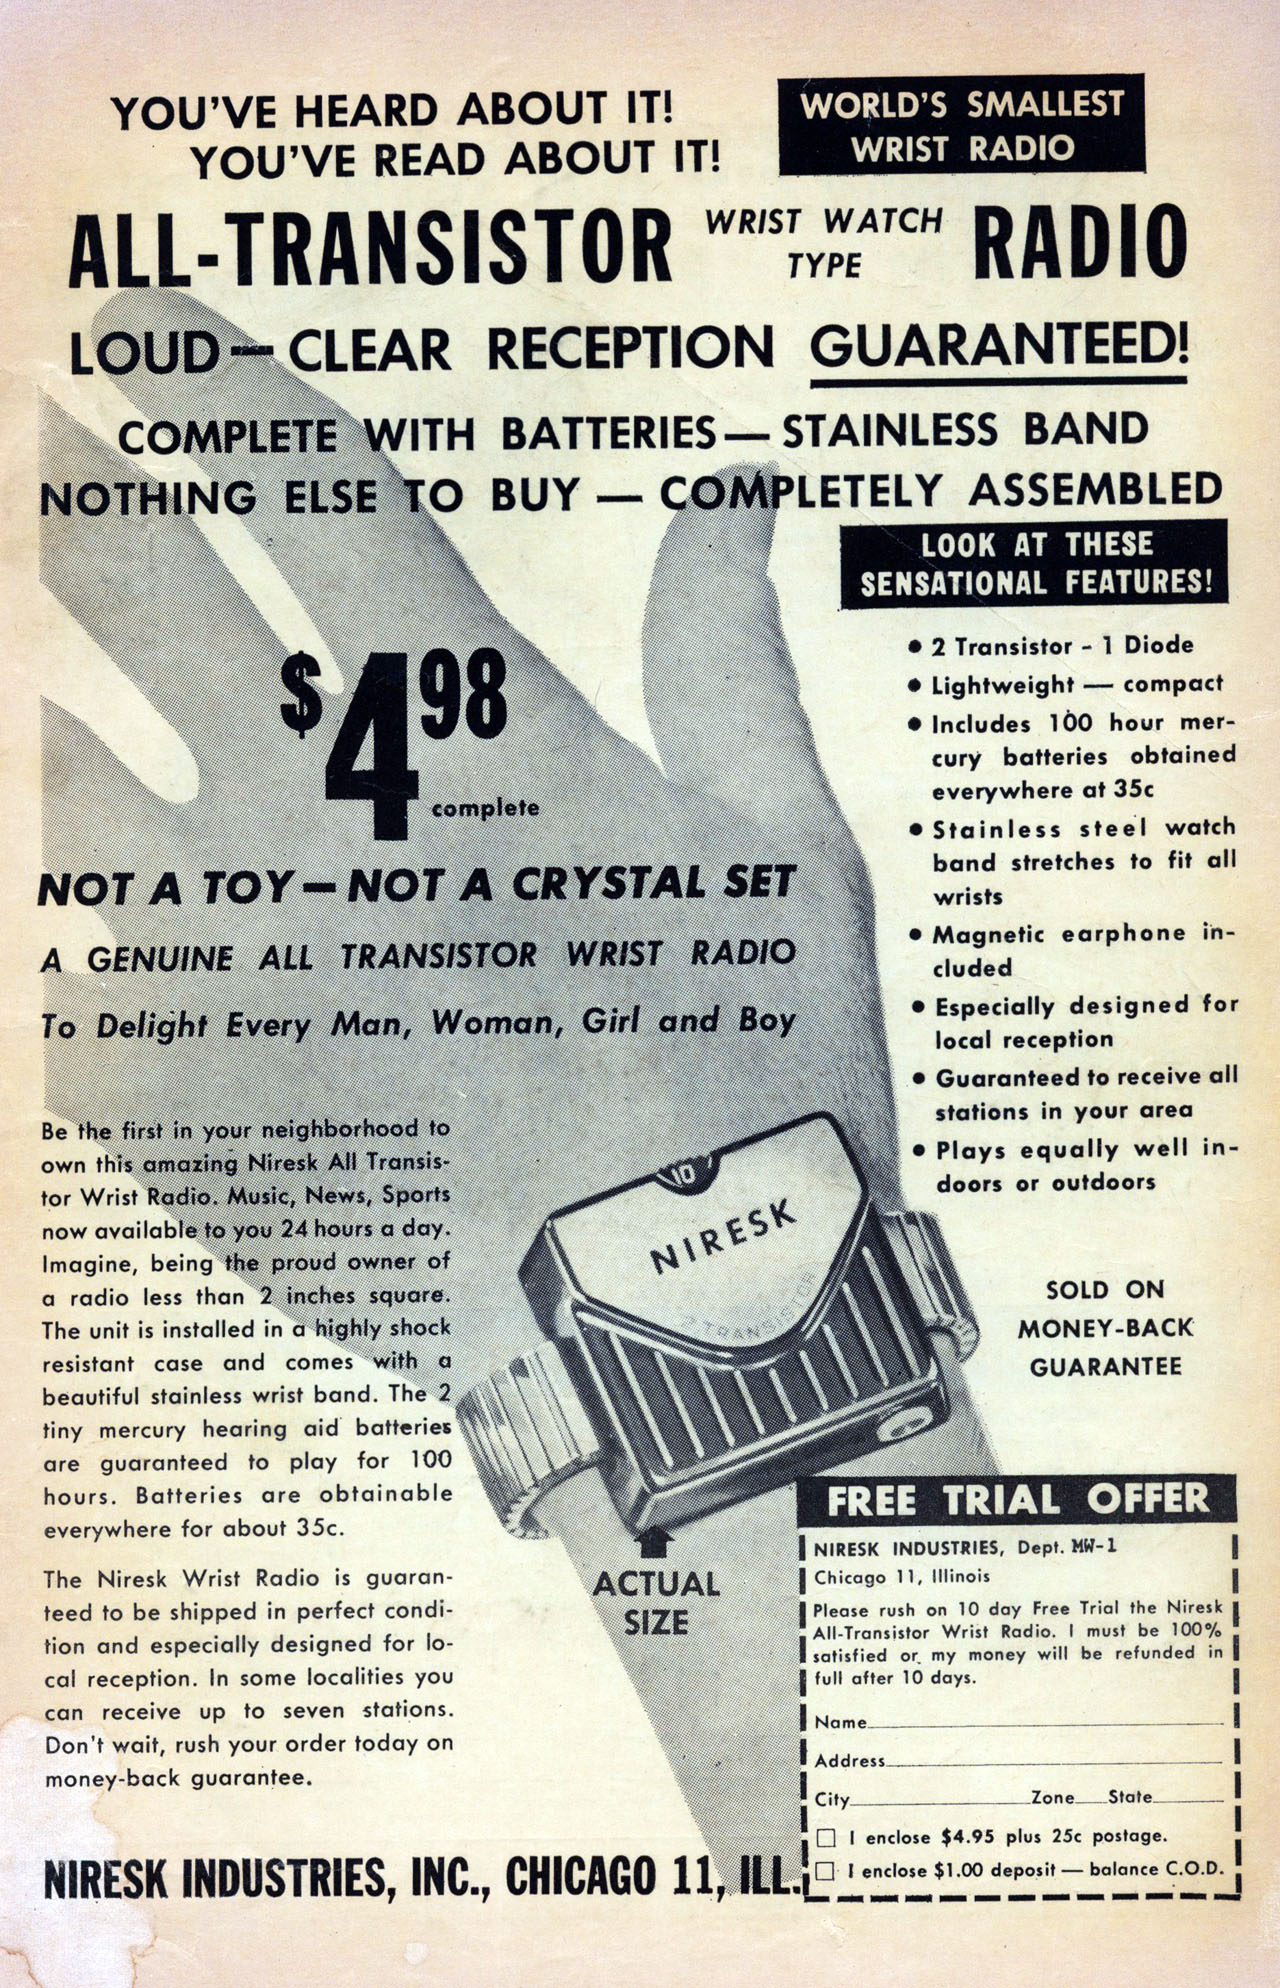 YOU'VE HEARD ABOUT IT!
YOU'VE READ ABOUT IT!
WORLD'S SMALLEST
WRIST RADIO
ALL-TRANSISTOR WRIST WATCH TYPE RADIO
LOUD — CLEAR RECEPTION GUARANTEED!
COMPLETE WITH BATTERIES — STAINLESS BAND
NOTHING ELSE TO BUY — COMPLETELY ASSEMBLED
$4.98
complete
NOT A TOY — NOT A CRYSTAL SET
A GENUINE ALL TRANSISTOR WRIST RADIO
To Delight Every Man, Woman, Girl and Boy
LOOK AT THESE
SENSATIONAL FEATURES!
• 2 Transistor - 1 Diode
• Lightweight — compact
• Includes 100 hour mer-
cury batteries obtained
everywhere at 35c
• Stainless steel watch
band stretches to fit all
wrists
• Magnetic earphone in-
cluded
• Especially designed for
local reception
• Guaranteed to receive all
stations in your area
• Plays equally well in-
doors or outdoors
Be the first in your neighborhood to
own this amazing Niresk All Transis-
tor Wrist Radio. Music, News, Sports
now available to you 24 hours a day.
Imagine, being the proud owner of
a radio less than 2 inches square.
The unit is installed in a highly shock
resistant case and comes with a
beautiful stainless wrist band. The 2
tiny mercury hearing aid batteries
are guaranteed to play for 100
hours. Batteries are obtainable
everywhere for about 35c.
The Niresk Wrist Radio is guaran-
teed to be shipped in perfect condi-
tion and especially designed for lo-
cal reception. In some localities you
can receive up to seven stations.
Don't wait, rush your order today on
money-back guarantee.
10
NIRESK
2 TRANSISTOR
ACTUAL
SIZE
SOLD ON
MONEY-BACK
GUARANTEE
FREE TRIAL OFFER
NIRESK INDUSTRIES, Dept. MW-1
Chicago 11, Illinois
Please rush on 10 day Free Trial the Niresk
All-Transistor Wrist Radio. I must be 100%
satisfied or my money will be refunded in
full after 10 days.
Name
Address
City Zone State
I enclose $4.95 plus 25c postage.
I enclose $1.00 deposit — balance C.O.D.
NIRESK INDUSTRIES, INC., CHICAGO 11, ILL.